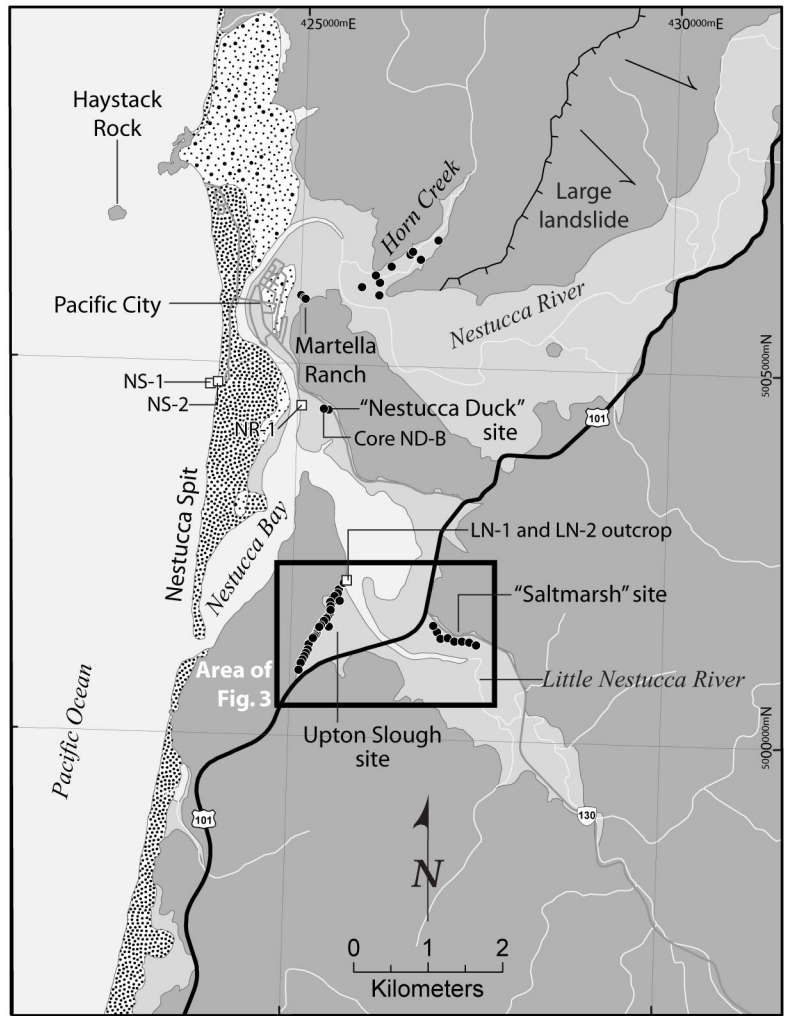 425000mE
430000mE
Haystack
Rock
Horn Creek
Large
landslide
Pacific City
Nestucca River
Martella
Ranch
NS-1
NS-2
5005000mN
"Nestucca Duck"
site
NR-1
Core ND-B
101
Nestucca Spit
Nestucca Bay
LN-1 and LN-2 outcrop
"Saltmarsh" site
Area of
Fig. 3
Little Nestucca River
Pacific Ocean
Upton Slough
site
5000000mN
101
130
N
0 1 2
Kilometers